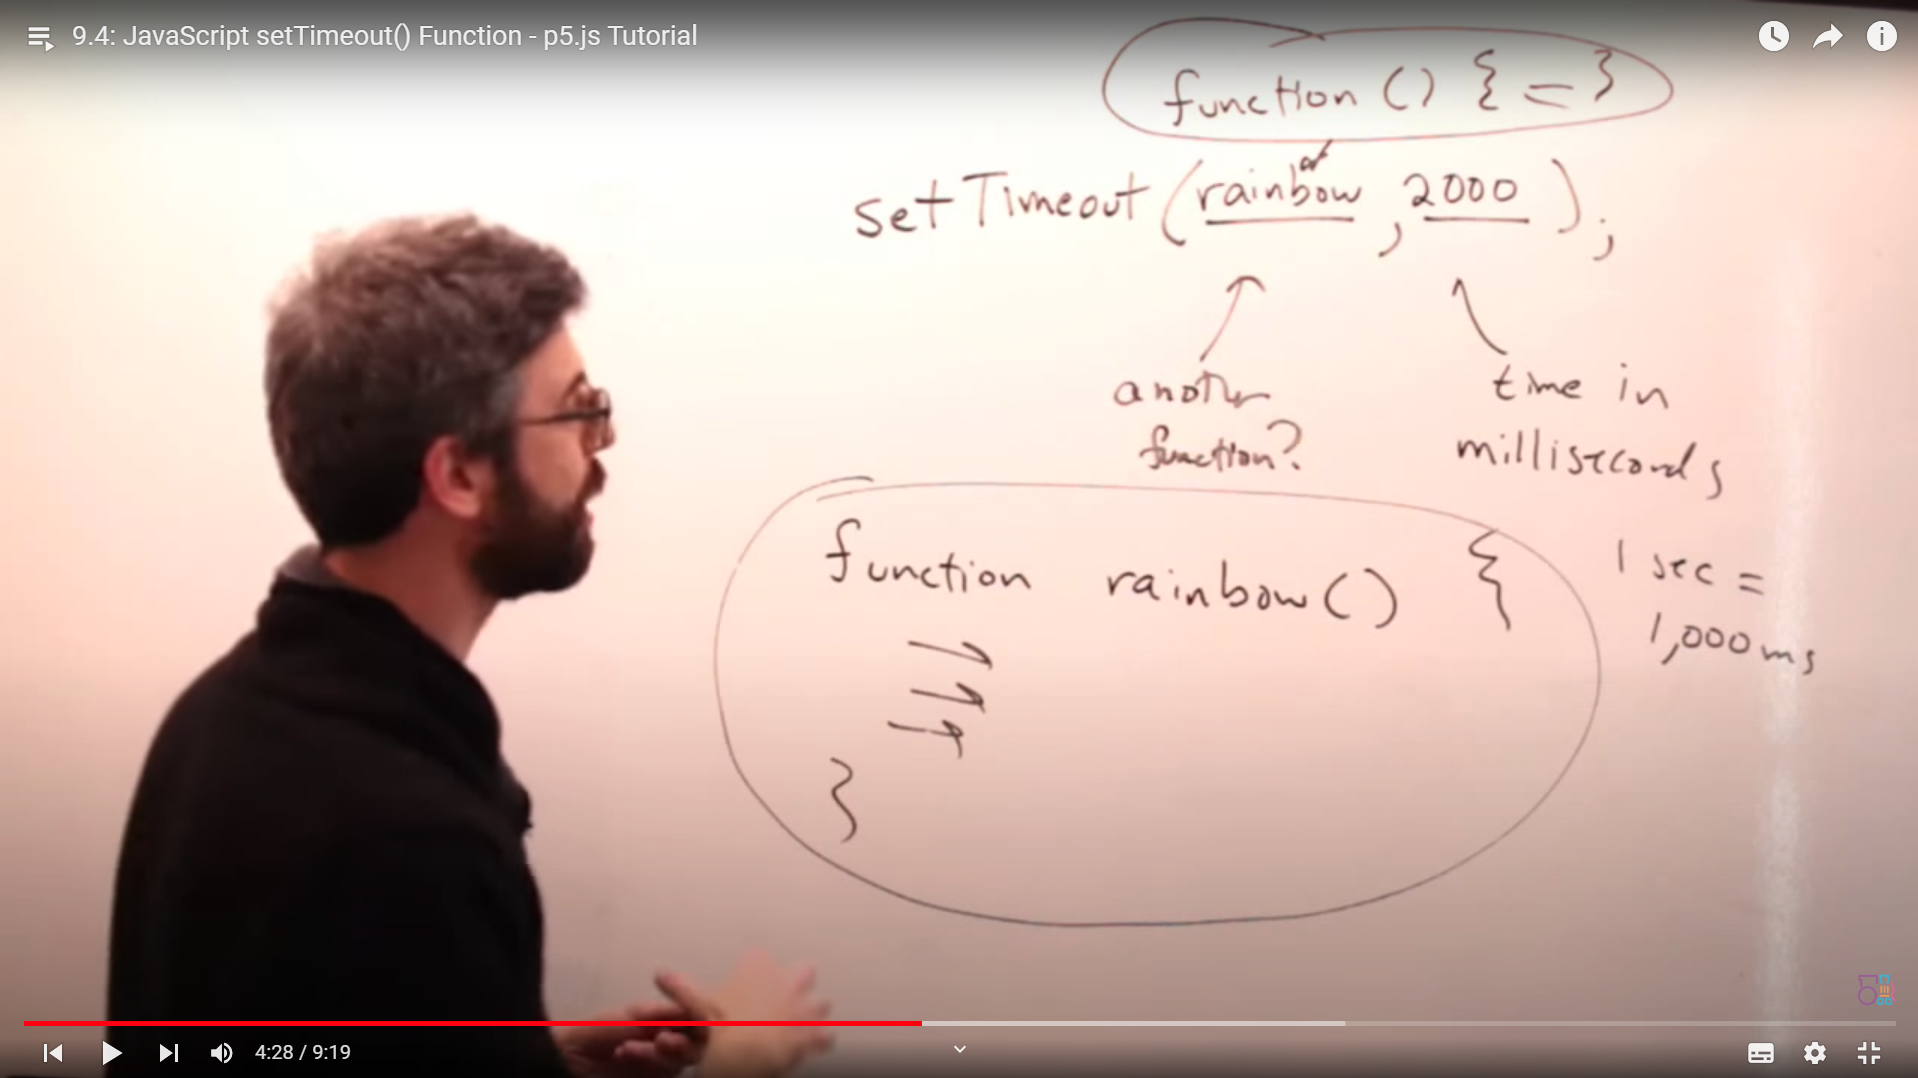 9.4: JavaScript setTimeout() Function - p5.js Tutorial
function () { = }
or
setTimeout(rainbow, 2000);
another
function?
time in
milliseconds
function rainbow() {
}
1 sec =
1,000 ms
4:28 / 9:19